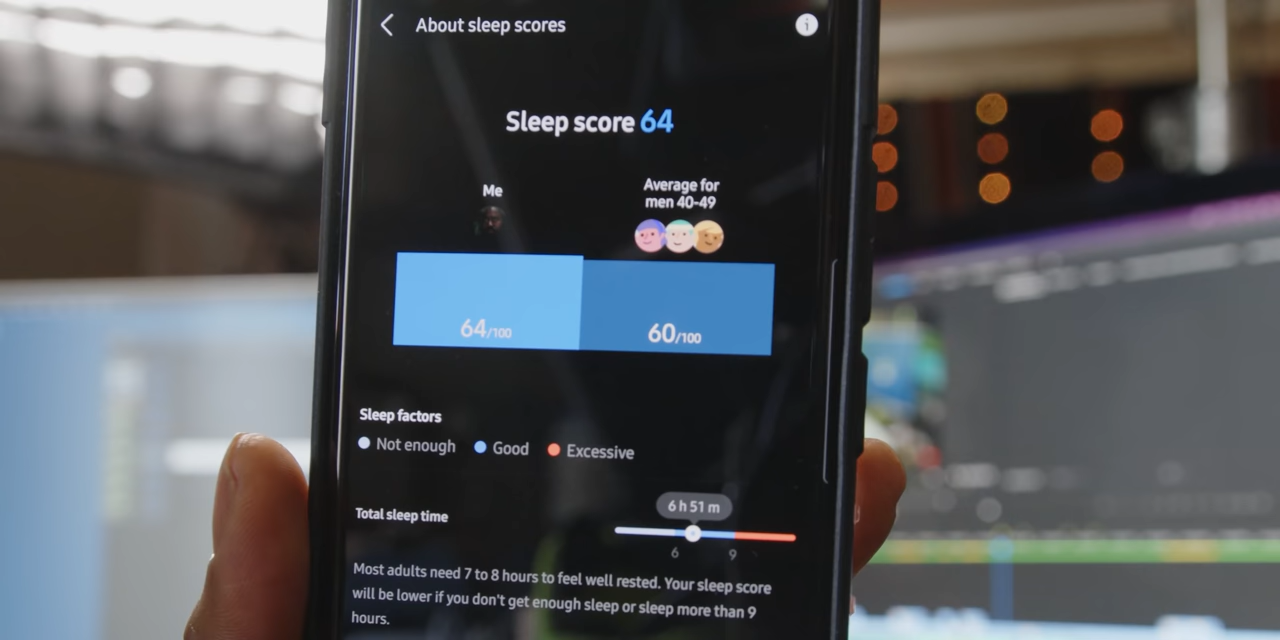 About sleep scores
Sleep score 64
Me
Average for
men 40-49
64/100
60/100
Sleep factors
Not enough
Good
Excessive
6 h 51 m
Total sleep time
6
9
Most adults need 7 to 8 hours to feel well rested. Your sleep score
will be lower if you don't get enough sleep or sleep more than 9
hours.